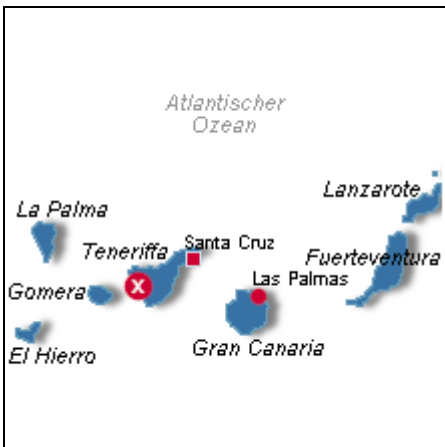 Atlantischer
Ozean
Lanzarote
La Palma
Santa Cruz
Teneriffa
Fuerteventura
Las Palmas
Gomera
X
Gran Canaria
El Hierro